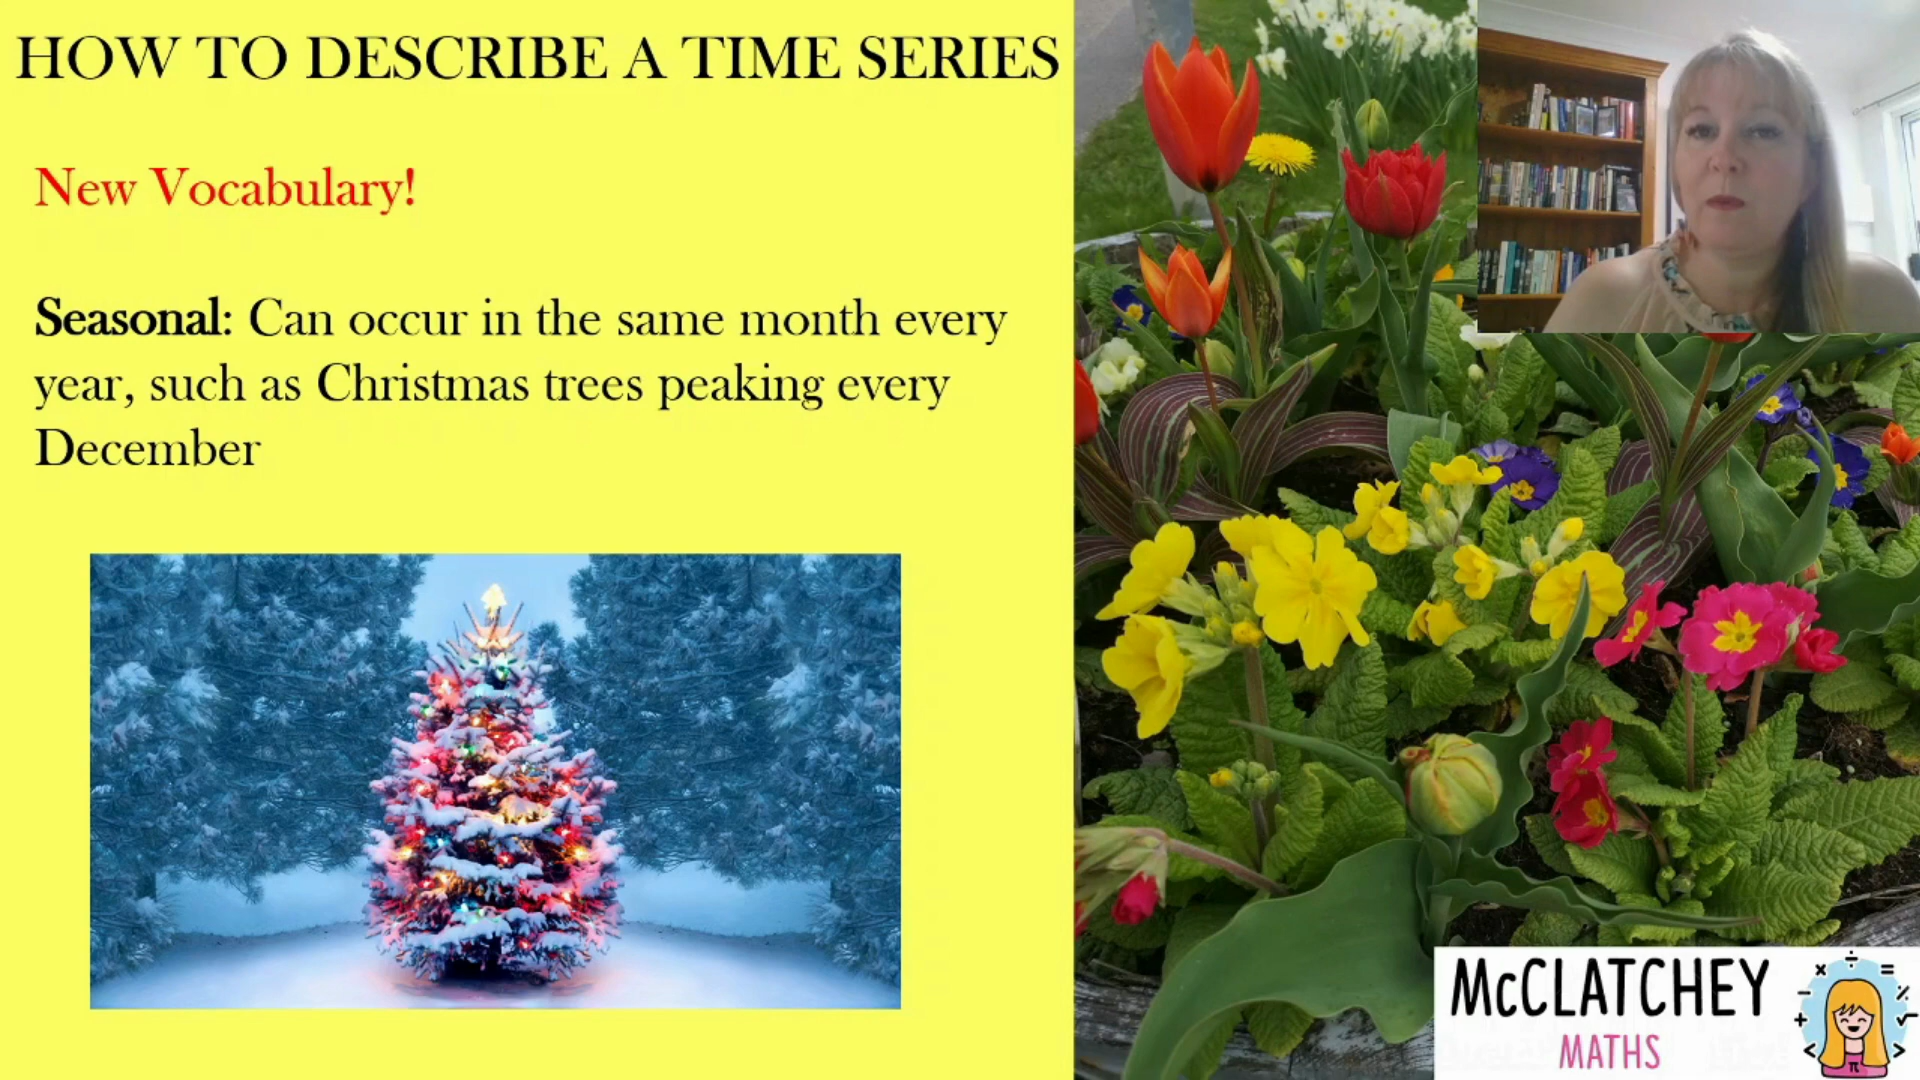 HOW TO DESCRIBE A TIME SERIES
New Vocabulary!
Seasonal: Can occur in the same month every
year, such as Christmas trees peaking every
December
McCLATCHEY
MATHS